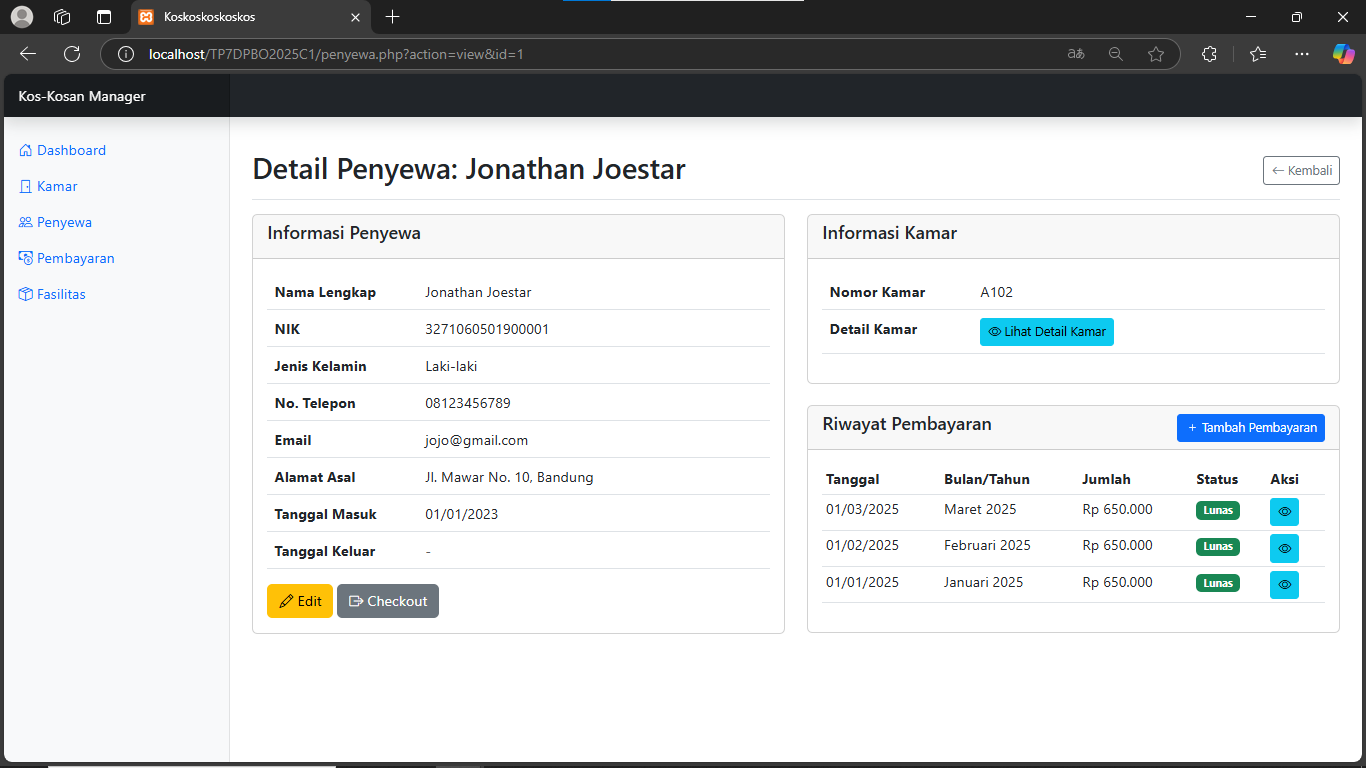 Koskoskoskoskos
localhost/TP7DPBO2025C1/penyewa.php?action=view&id=1
Kos-Kosan Manager
Dashboard
Kamar
Penyewa
Pembayaran
Fasilitas
Detail Penyewa: Jonathan Joestar
← Kembali
Informasi Penyewa
Nama Lengkap Jonathan Joestar
NIK 3271060501900001
Jenis Kelamin Laki-laki
No. Telepon 08123456789
Email jojo@gmail.com
Alamat Asal Jl. Mawar No. 10, Bandung
Tanggal Masuk 01/01/2023
Tanggal Keluar -
Edit Checkout
Informasi Kamar
Nomor Kamar A102
Detail Kamar Lihat Detail Kamar
Riwayat Pembayaran + Tambah Pembayaran
Tanggal Bulan/Tahun Jumlah Status Aksi
01/03/2025 Maret 2025 Rp 650.000 Lunas
01/02/2025 Februari 2025 Rp 650.000 Lunas
01/01/2025 Januari 2025 Rp 650.000 Lunas